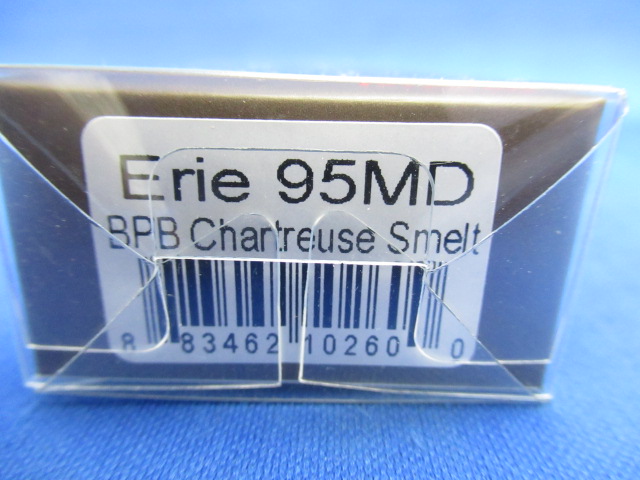 Erie 95MD
BPB Chartreuse Smelt
8 83462 10260 0